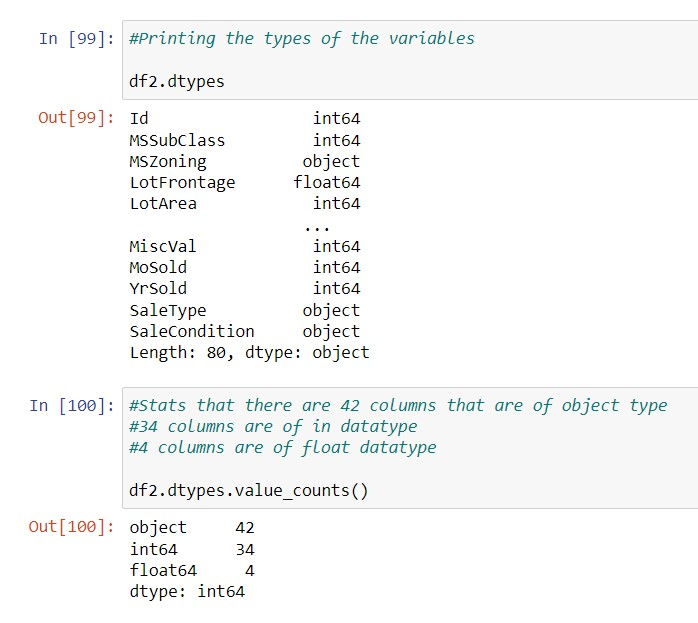 In [99]: #Printing the types of the variables
df2.dtypes
Out[99]: Id int64
MSSubClass int64
MSZoning object
LotFrontage float64
LotArea int64
...
MiscVal int64
MoSold int64
YrSold int64
SaleType object
SaleCondition object
Length: 80, dtype: object
In [100]: #Stats that there are 42 columns that are of object type
#34 columns are of in datatype
#4 columns are of float datatype
df2.dtypes.value_counts()
Out[100]: object 42
int64 34
float64 4
dtype: int64